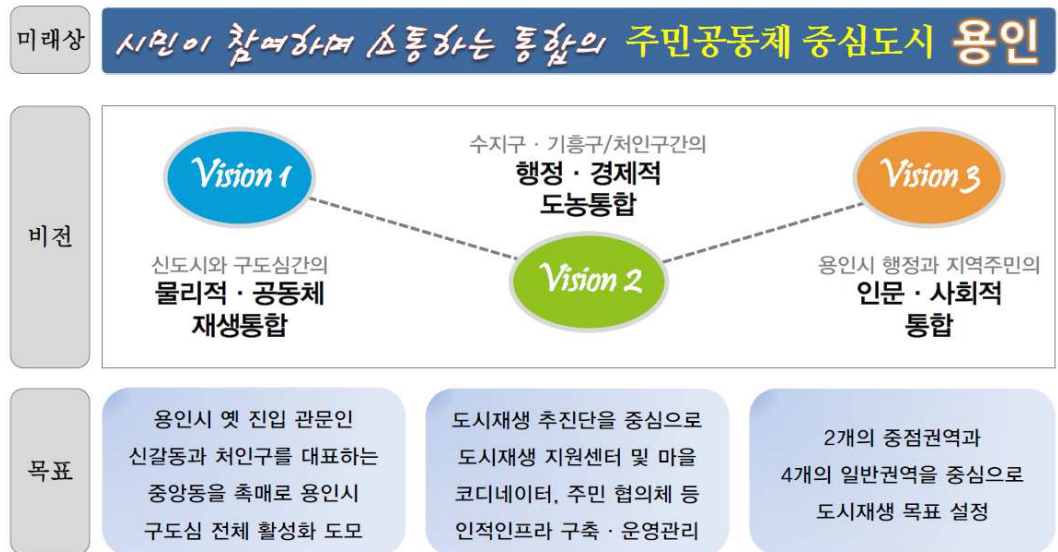 미래상
시민이 참여하며 소통하는 통합의 주민공동체 중심도시 용인
비전
Vision 1
신도시와 구도심간의
물리적 · 공동체
재생통합
수지구 · 기흥구/처인구간의
행정 · 경제적
도농통합
Vision 2
Vision 3
용인시 행정과 지역주민의
인문 · 사회적
통합
목표
용인시 옛 진입 관문인
신갈동과 처인구를 대표하는
중앙동을 촉매로 용인시
구도심 전체 활성화 도모
도시재생 추진단을 중심으로
도시재생 지원센터 및 마을
코디네이터, 주민 협의체 등
인적인프라 구축 · 운영관리
2개의 중점권역과
4개의 일반권역을 중심으로
도시재생 목표 설정